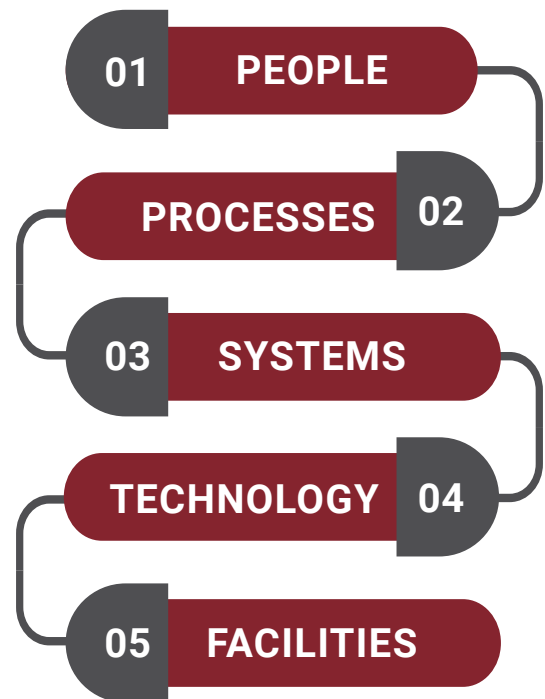 01 PEOPLE
PROCESSES 02
03 SYSTEMS
TECHNOLOGY 04
05 FACILITIES